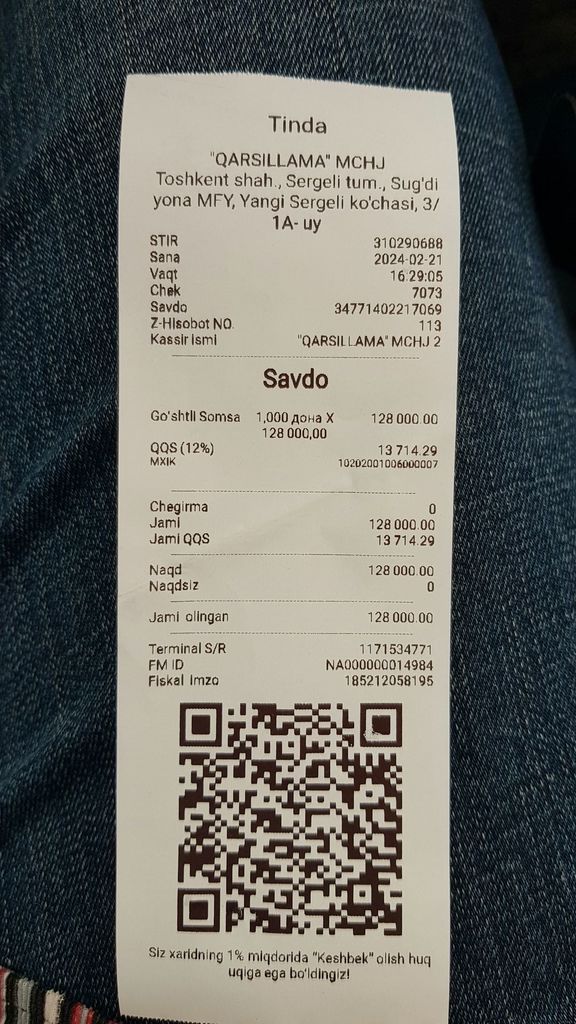 Tinda
"QARSILLAMA" MCHJ
Toshkent shah., Sergeli tum., Sug'di
yona MFY, Yangi Sergeli ko'chasi, 3/
1A- uy
STIR 310290688
Sana 2024-02-21
Vaqt 16:29:05
Chek 7073
Savdo 34771402217069
Z-Hisobot NO. 113
Kassir ismi "QARSILLAMA" MCHJ 2
Savdo
Go'shtli Somsa 1,000 дона X 128 000.00
128 000,00
QQS (12%) 13 714.29
MXIK 10202001006000007
Chegirma 0
Jami 128 000.00
Jami QQS 13 714.29
Naqd 128 000.00
Naqdsiz 0
Jami olingan 128 000.00
Terminal S/R 1171534771
FM ID NA000000014984
Fiskal Imzo 185212058195
Siz xaridning 1% miqdorida "Keshbek" olish huq
uqiga ega bo'ldingiz!